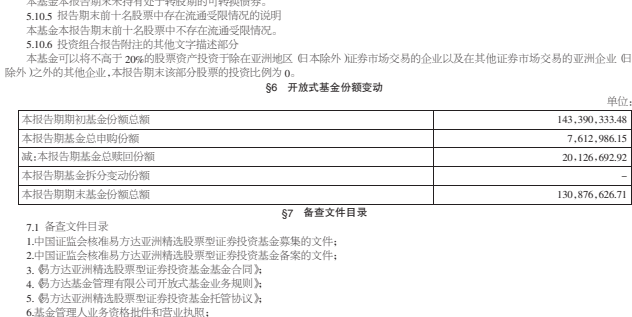 本基金本报告期末未持有处于转股期的可转换债券。
5.10.5 报告期末前十名股票中存在流通受限情况的说明
本基金本报告期末前十名股票中不存在流通受限情况。
5.10.6 投资组合报告附注的其他文字描述部分
本基金可以将不高于20%的股票资产投资于除在亚洲地区(日本除外)证券市场交易的企业以及在其他证券市场交易的亚洲企业(日
除外)之外的其他企业,本报告期末该部分股票的投资比例为0。
§6 开放式基金份额变动
单位:
本报告期期初基金份额总额 143,390,333.48
本报告期基金总申购份额 7,612,986.15
减:本报告期基金总赎回份额 20,126,692.92
本报告期基金拆分变动份额 -
本报告期期末基金份额总额 130,876,626.71
§7 备查文件目录
7.1 备查文件目录
1.中国证监会核准易方达亚洲精选股票型证券投资基金募集的文件;
2.中国证监会核准易方达亚洲精选股票型证券投资基金备案的文件;
3.《易方达亚洲精选股票型证券投资基金基金合同》;
4.《易方达基金管理有限公司开放式基金业务规则》;
5.《易方达亚洲精选股票型证券投资基金托管协议》;
6.基金管理人业务资格批件和营业执照;